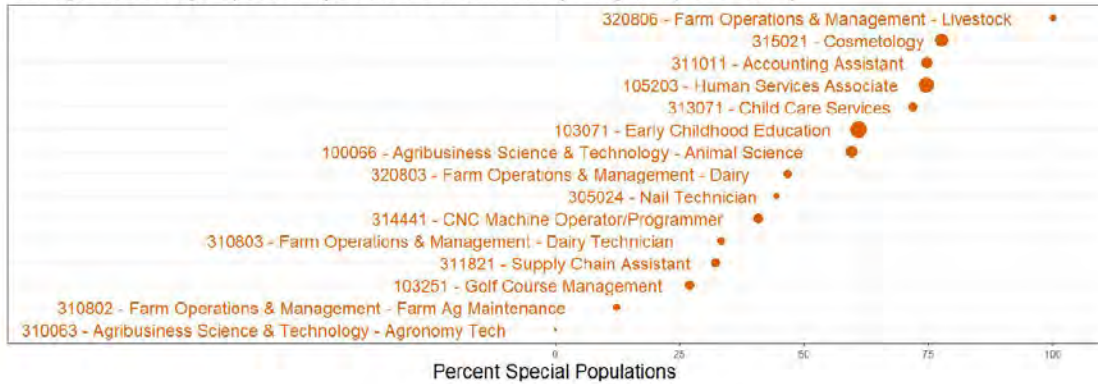 320806 - Farm Operations & Management - Livestock
315021 - Cosmetology
311011 - Accounting Assistant
105203 - Human Services Associate
313071 - Child Care Services
103071 - Early Childhood Education
100066 - Agribusiness Science & Technology - Animal Science
320803 - Farm Operations & Management - Dairy
305024 - Nail Technician
314441 - CNC Machine Operator/Programmer
310803 - Farm Operations & Management - Dairy Technician
311821 - Supply Chain Assistant
103251 - Golf Course Management
310802 - Farm Operations & Management - Farm Ag Maintenance
310063 - Agribusiness Science & Technology - Agronomy Tech
0 25 50 75 100
Percent Special Populations